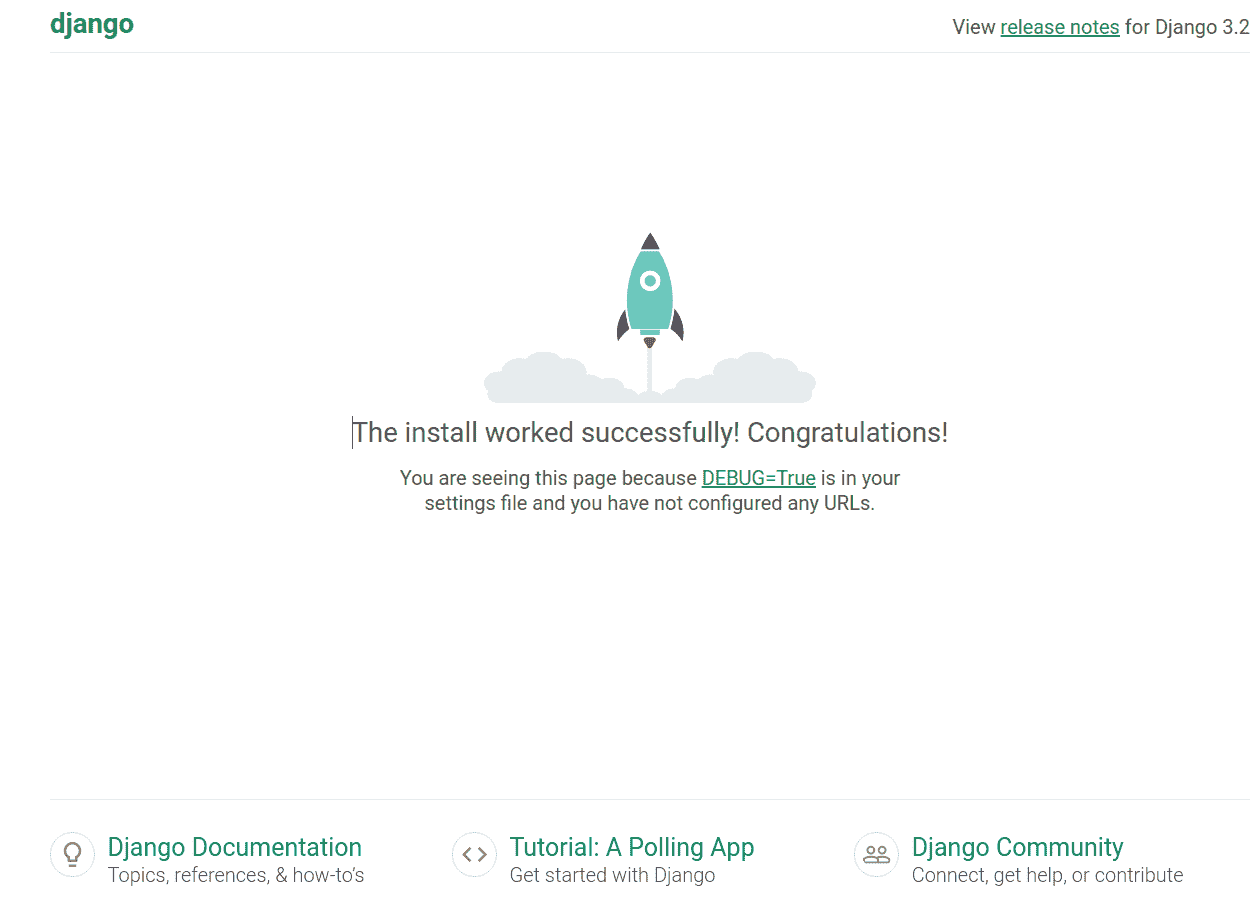 django
View release notes for Django 3.2
The install worked successfully! Congratulations!
You are seeing this page because DEBUG=True is in your
settings file and you have not configured any URLs.
Django Documentation
Topics, references, & how-to’s
Tutorial: A Polling App
Get started with Django
Django Community
Connect, get help, or contribute